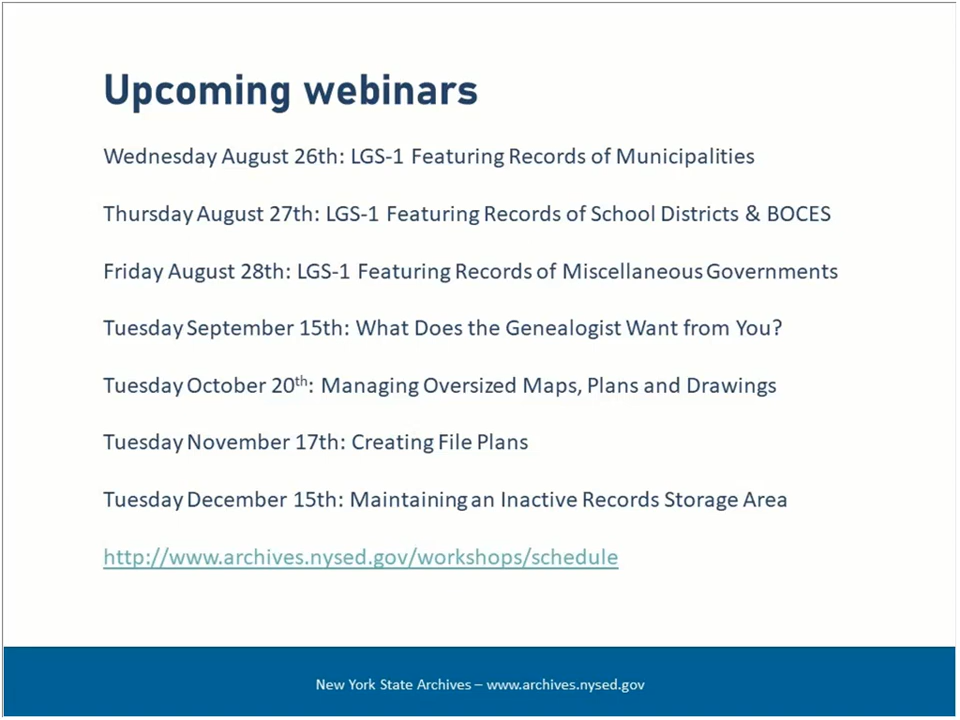 Upcoming webinars
Wednesday August 26th: LGS-1 Featuring Records of Municipalities
Thursday August 27th: LGS-1 Featuring Records of School Districts & BOCES
Friday August 28th: LGS-1 Featuring Records of Miscellaneous Governments
Tuesday September 15th: What Does the Genealogist Want from You?
Tuesday October 20th: Managing Oversized Maps, Plans and Drawings
Tuesday November 17th: Creating File Plans
Tuesday December 15th: Maintaining an Inactive Records Storage Area
http://www.archives.nysed.gov/workshops/schedule
New York State Archives – www.archives.nysed.gov